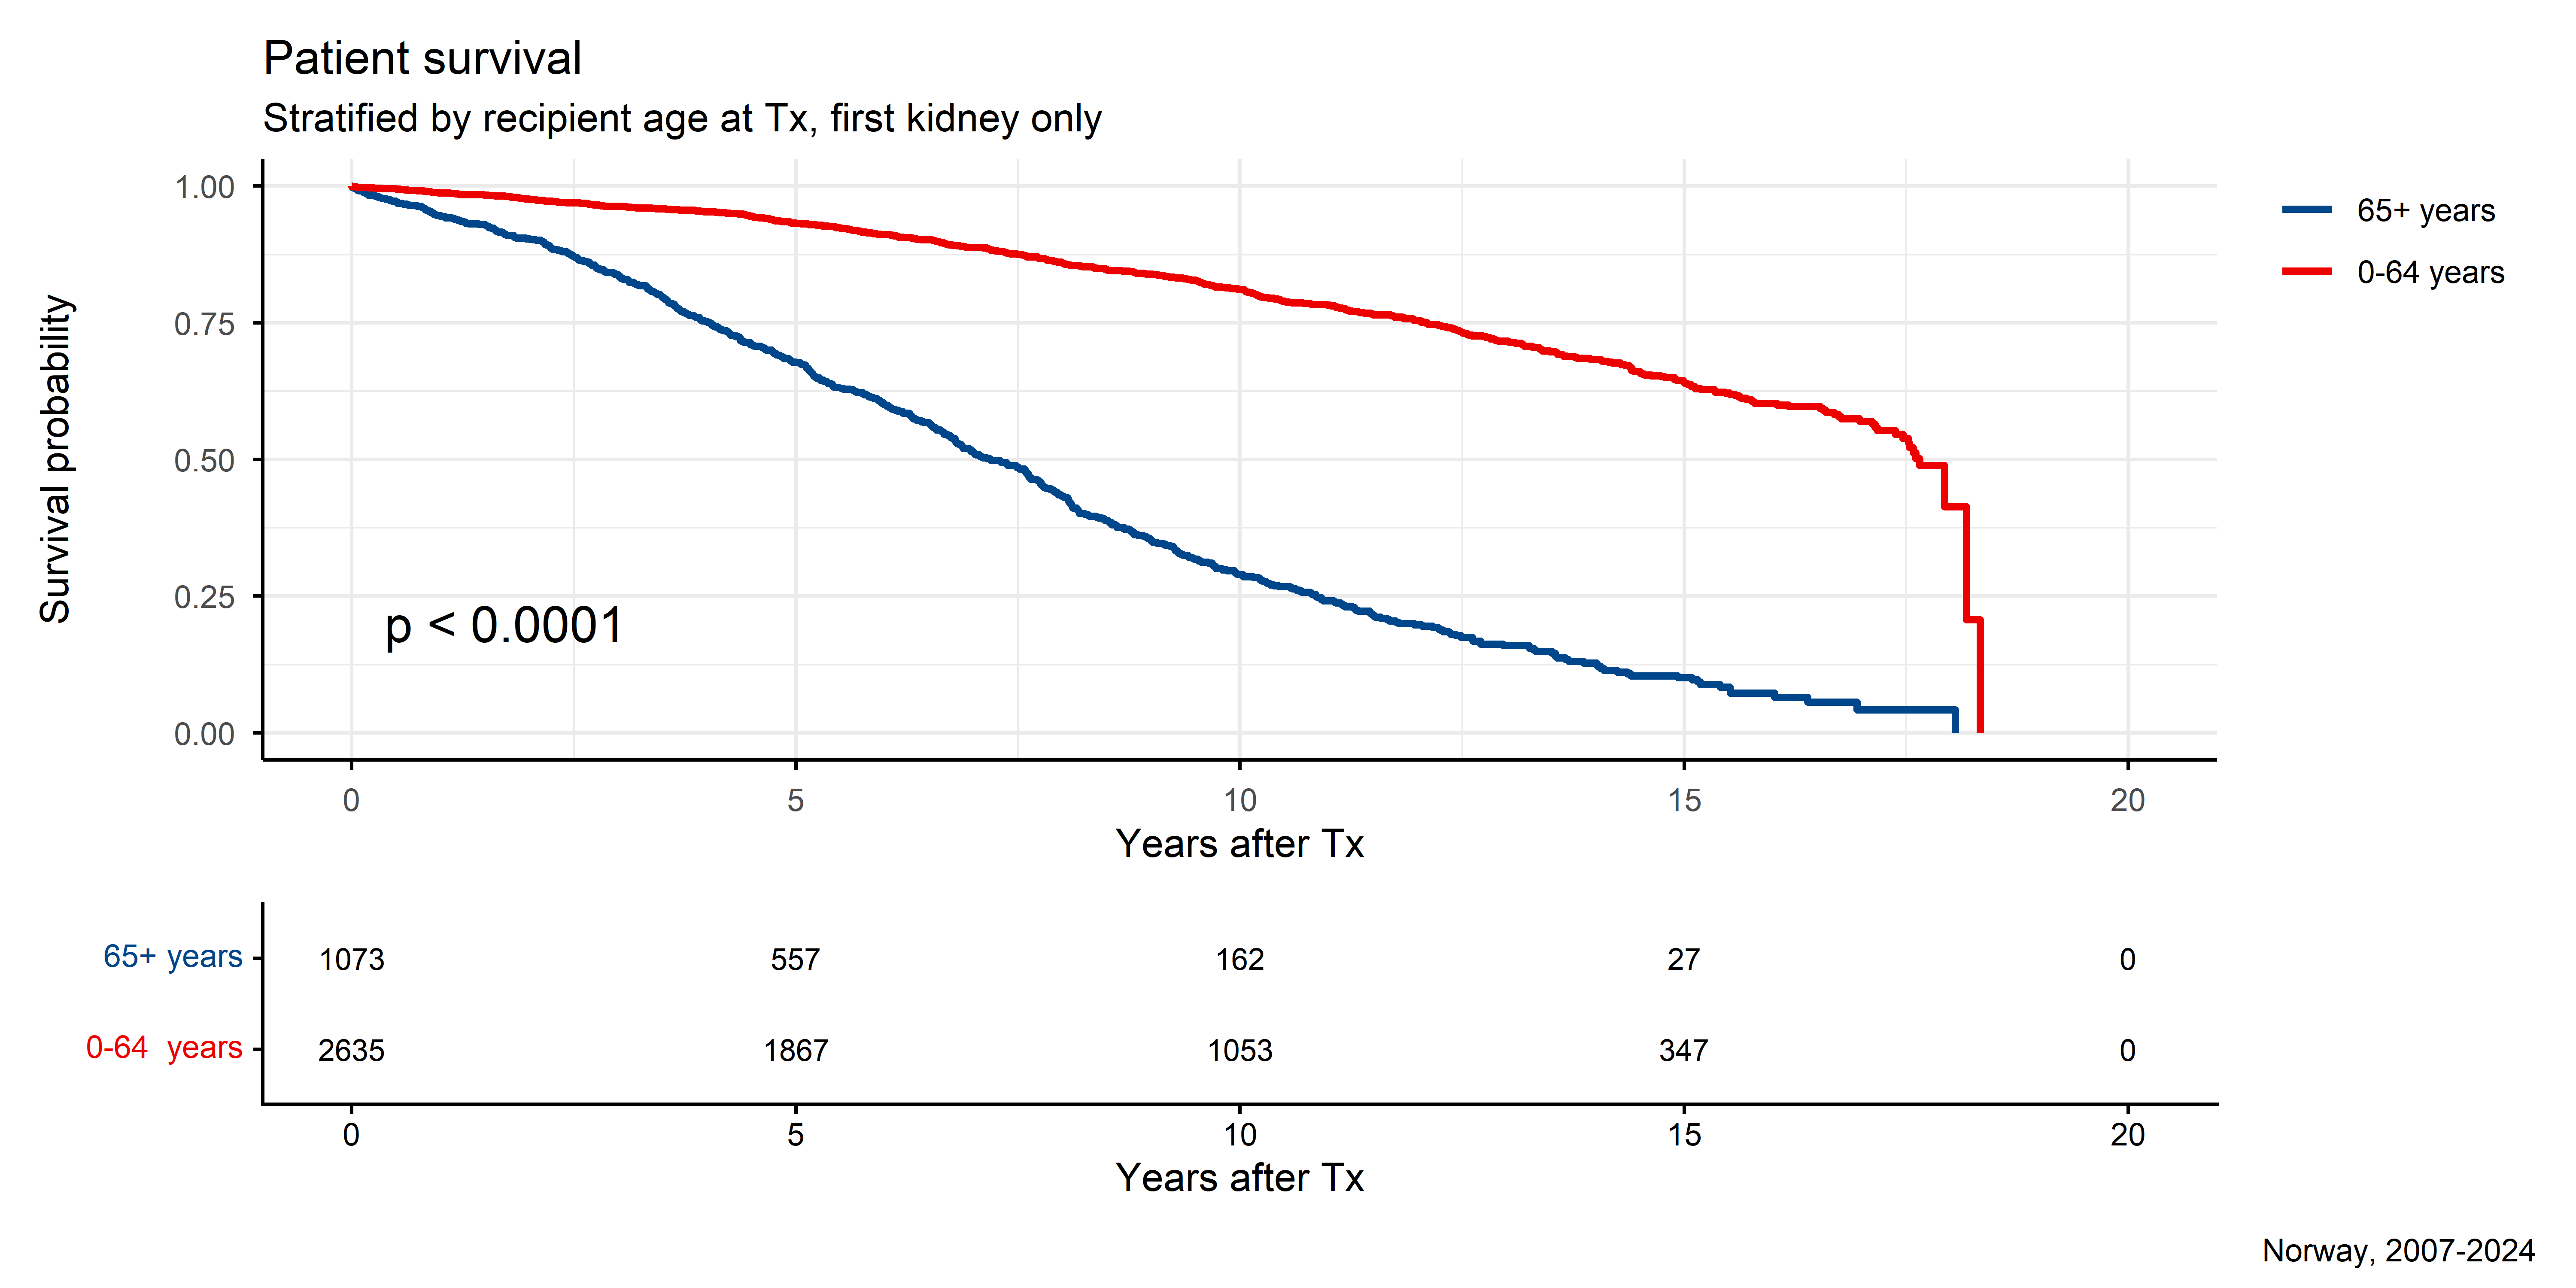 Patient survival
Stratified by recipient age at Tx, first kidney only
Survival probability
1.00
0.75
0.50
0.25
0.00
p < 0.0001
65+ years
0-64 years
0 5 10 15 20
Years after Tx
65+ years 1073 557 162 27 0
0-64  years 2635 1867 1053 347 0
0 5 10 15 20
Years after Tx
Norway, 2007-2024